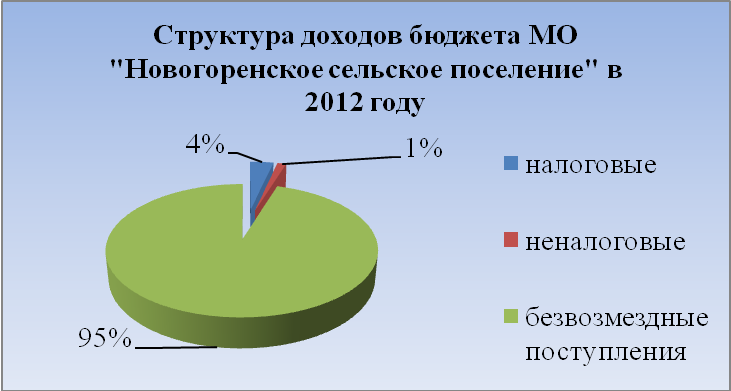 Структура доходов бюджета МО
"Новогоренское сельское поселение" в
2012 году
4%
1%
95%
налоговые
неналоговые
безвозмездные
поступления